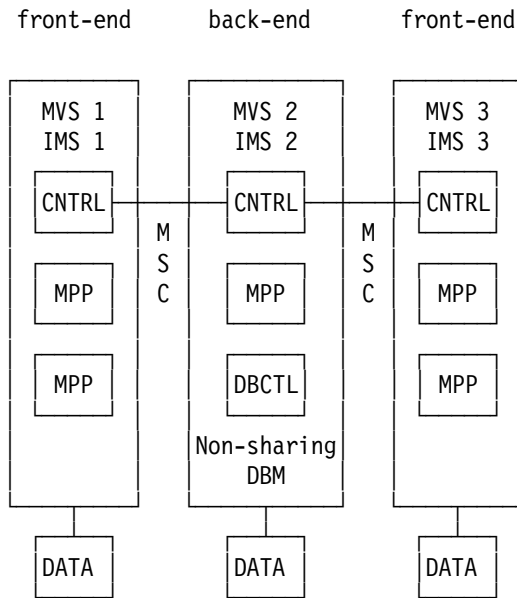 front-end back-end front-end
MVS 1 MVS 2 MVS 3
IMS 1 IMS 2 IMS 3
CNTRL CNTRL CNTRL
M M
S S
C C
MPP MPP MPP
MPP DBCTL MPP
Non-sharing
DBM
DATA DATA DATA